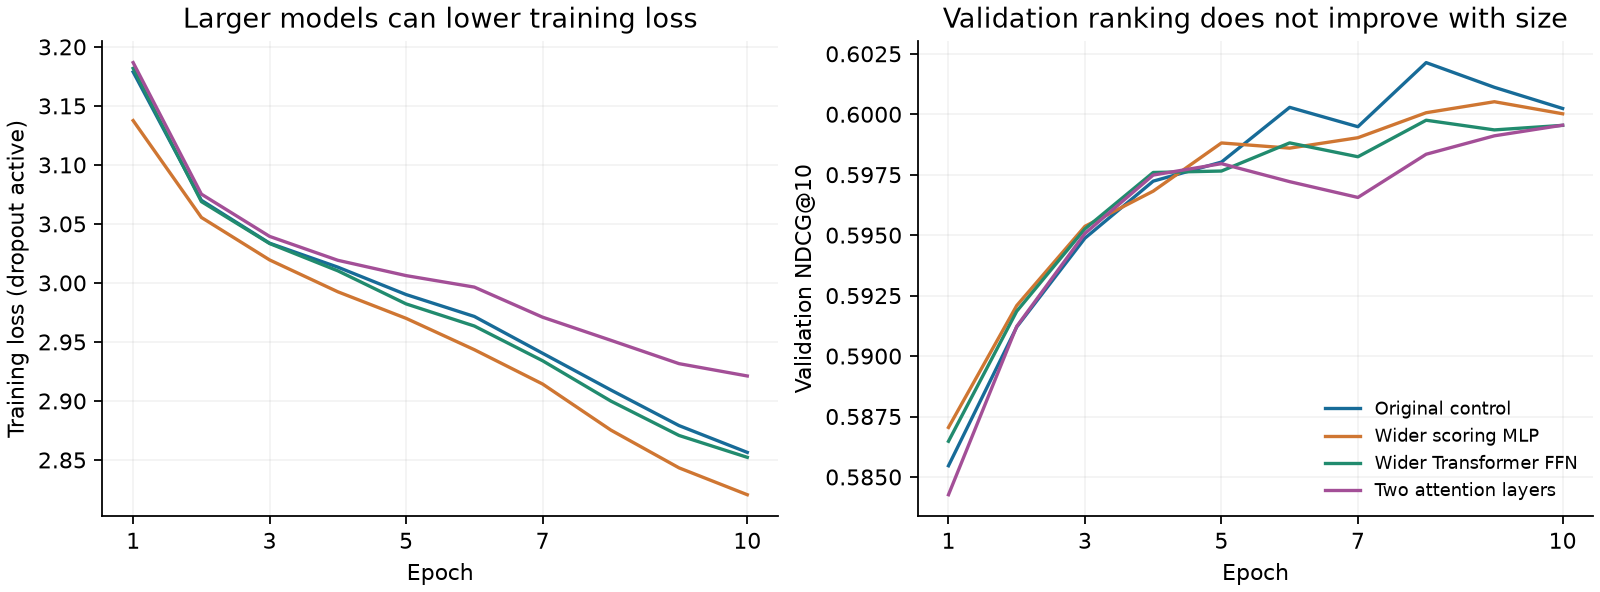 Larger models can lower training loss
Training loss (dropout active)
3.20
3.15
3.10
3.05
3.00
2.95
2.90
2.85
1
3
5
7
10
Epoch
Validation ranking does not improve with size
Validation NDCG@10
0.6025
0.6000
0.5975
0.5950
0.5925
0.5900
0.5875
0.5850
Original control
Wider scoring MLP
Wider Transformer FFN
Two attention layers
1
3
5
7
10
Epoch